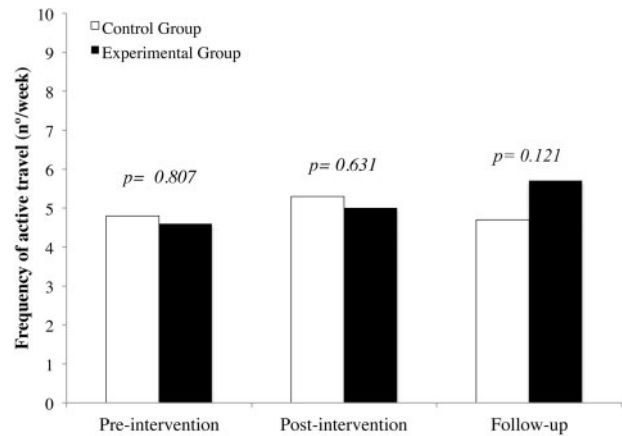 Control Group
Experimental Group
Frequency of active travel (nº/week)
10
9
8
7
6
5
4
3
2
1
0
p= 0.807
p= 0.631
p= 0.121
Pre-intervention
Post-intervention
Follow-up